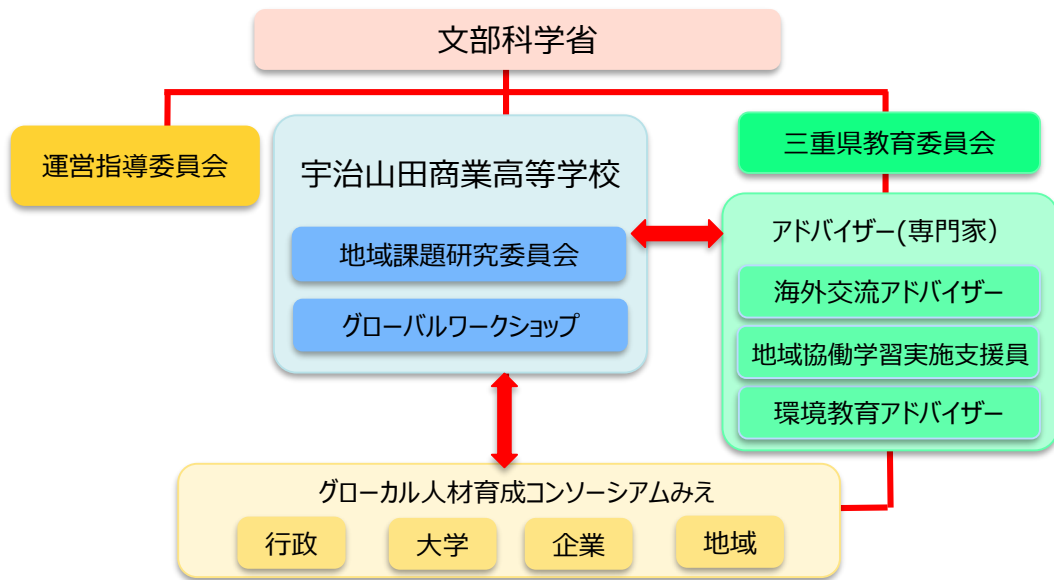 文部科学省
運営指導委員会
宇治山田商業高等学校
地域課題研究委員会
グローバルワークショップ
三重県教育委員会
アドバイザー(専門家）
海外交流アドバイザー
地域協働学習実施支援員
環境教育アドバイザー
グローカル人材育成コンソーシアムみえ
行政
大学
企業
地域